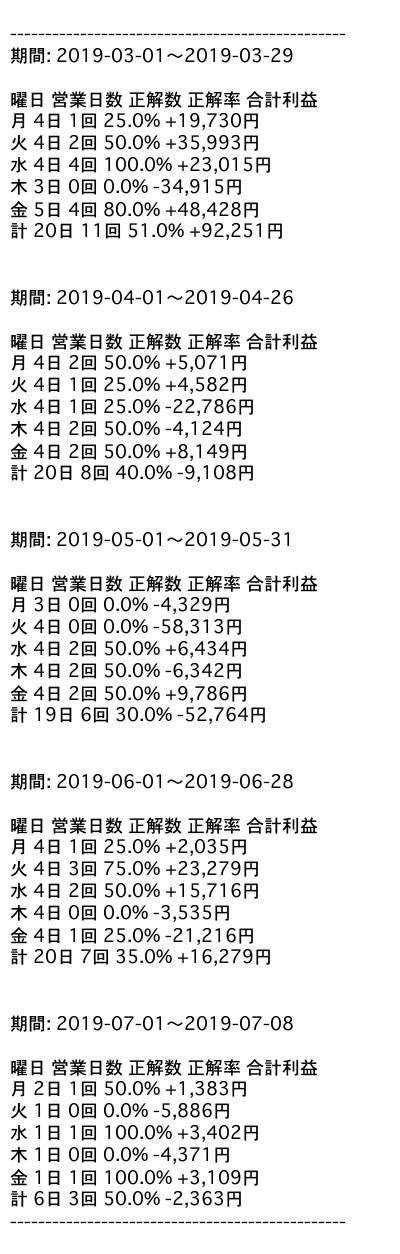 ------------------------------------------------
期間: 2019-03-01～2019-03-29
曜日 営業日数 正解数 正解率 合計利益
月 4日 1回 25.0% +19,730円
火 4日 2回 50.0% +35,993円
水 4日 4回 100.0% +23,015円
木 3日 0回 0.0% -34,915円
金 5日 4回 80.0% +48,428円
計 20日 11回 51.0% +92,251円
期間: 2019-04-01～2019-04-26
曜日 営業日数 正解数 正解率 合計利益
月 4日 2回 50.0% +5,071円
火 4日 1回 25.0% +4,582円
水 4日 1回 25.0% -22,786円
木 4日 2回 50.0% -4,124円
金 4日 2回 50.0% +8,149円
計 20日 8回 40.0% -9,108円
期間: 2019-05-01～2019-05-31
曜日 営業日数 正解数 正解率 合計利益
月 3日 0回 0.0% -4,329円
火 4日 0回 0.0% -58,313円
水 4日 2回 50.0% +6,434円
木 4日 2回 50.0% -6,342円
金 4日 2回 50.0% +9,786円
計 19日 6回 30.0% -52,764円
期間: 2019-06-01～2019-06-28
曜日 営業日数 正解数 正解率 合計利益
月 4日 1回 25.0% +2,035円
火 4日 3回 75.0% +23,279円
水 4日 2回 50.0% +15,716円
木 4日 0回 0.0% -3,535円
金 4日 1回 25.0% -21,216円
計 20日 7回 35.0% +16,279円
期間: 2019-07-01～2019-07-08
曜日 営業日数 正解数 正解率 合計利益
月 2日 1回 50.0% +1,383円
火 1日 0回 0.0% -5,886円
水 1日 1回 100.0% +3,402円
木 1日 0回 0.0% -4,371円
金 1日 1回 100.0% +3,109円
計 6日 3回 50.0% -2,363円
------------------------------------------------